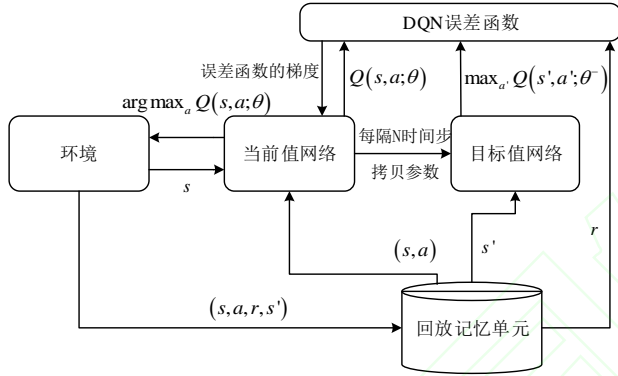 DQN误差函数
误差函数的梯度
Q(s,a;θ)
max_{a'} Q(s',a';θ⁻)
arg max_a Q(s,a;θ)
环境
s
当前值网络
每隔N时间步
拷贝参数
目标值网络
(s,a)
s'
r
(s,a,r,s')
回放记忆单元